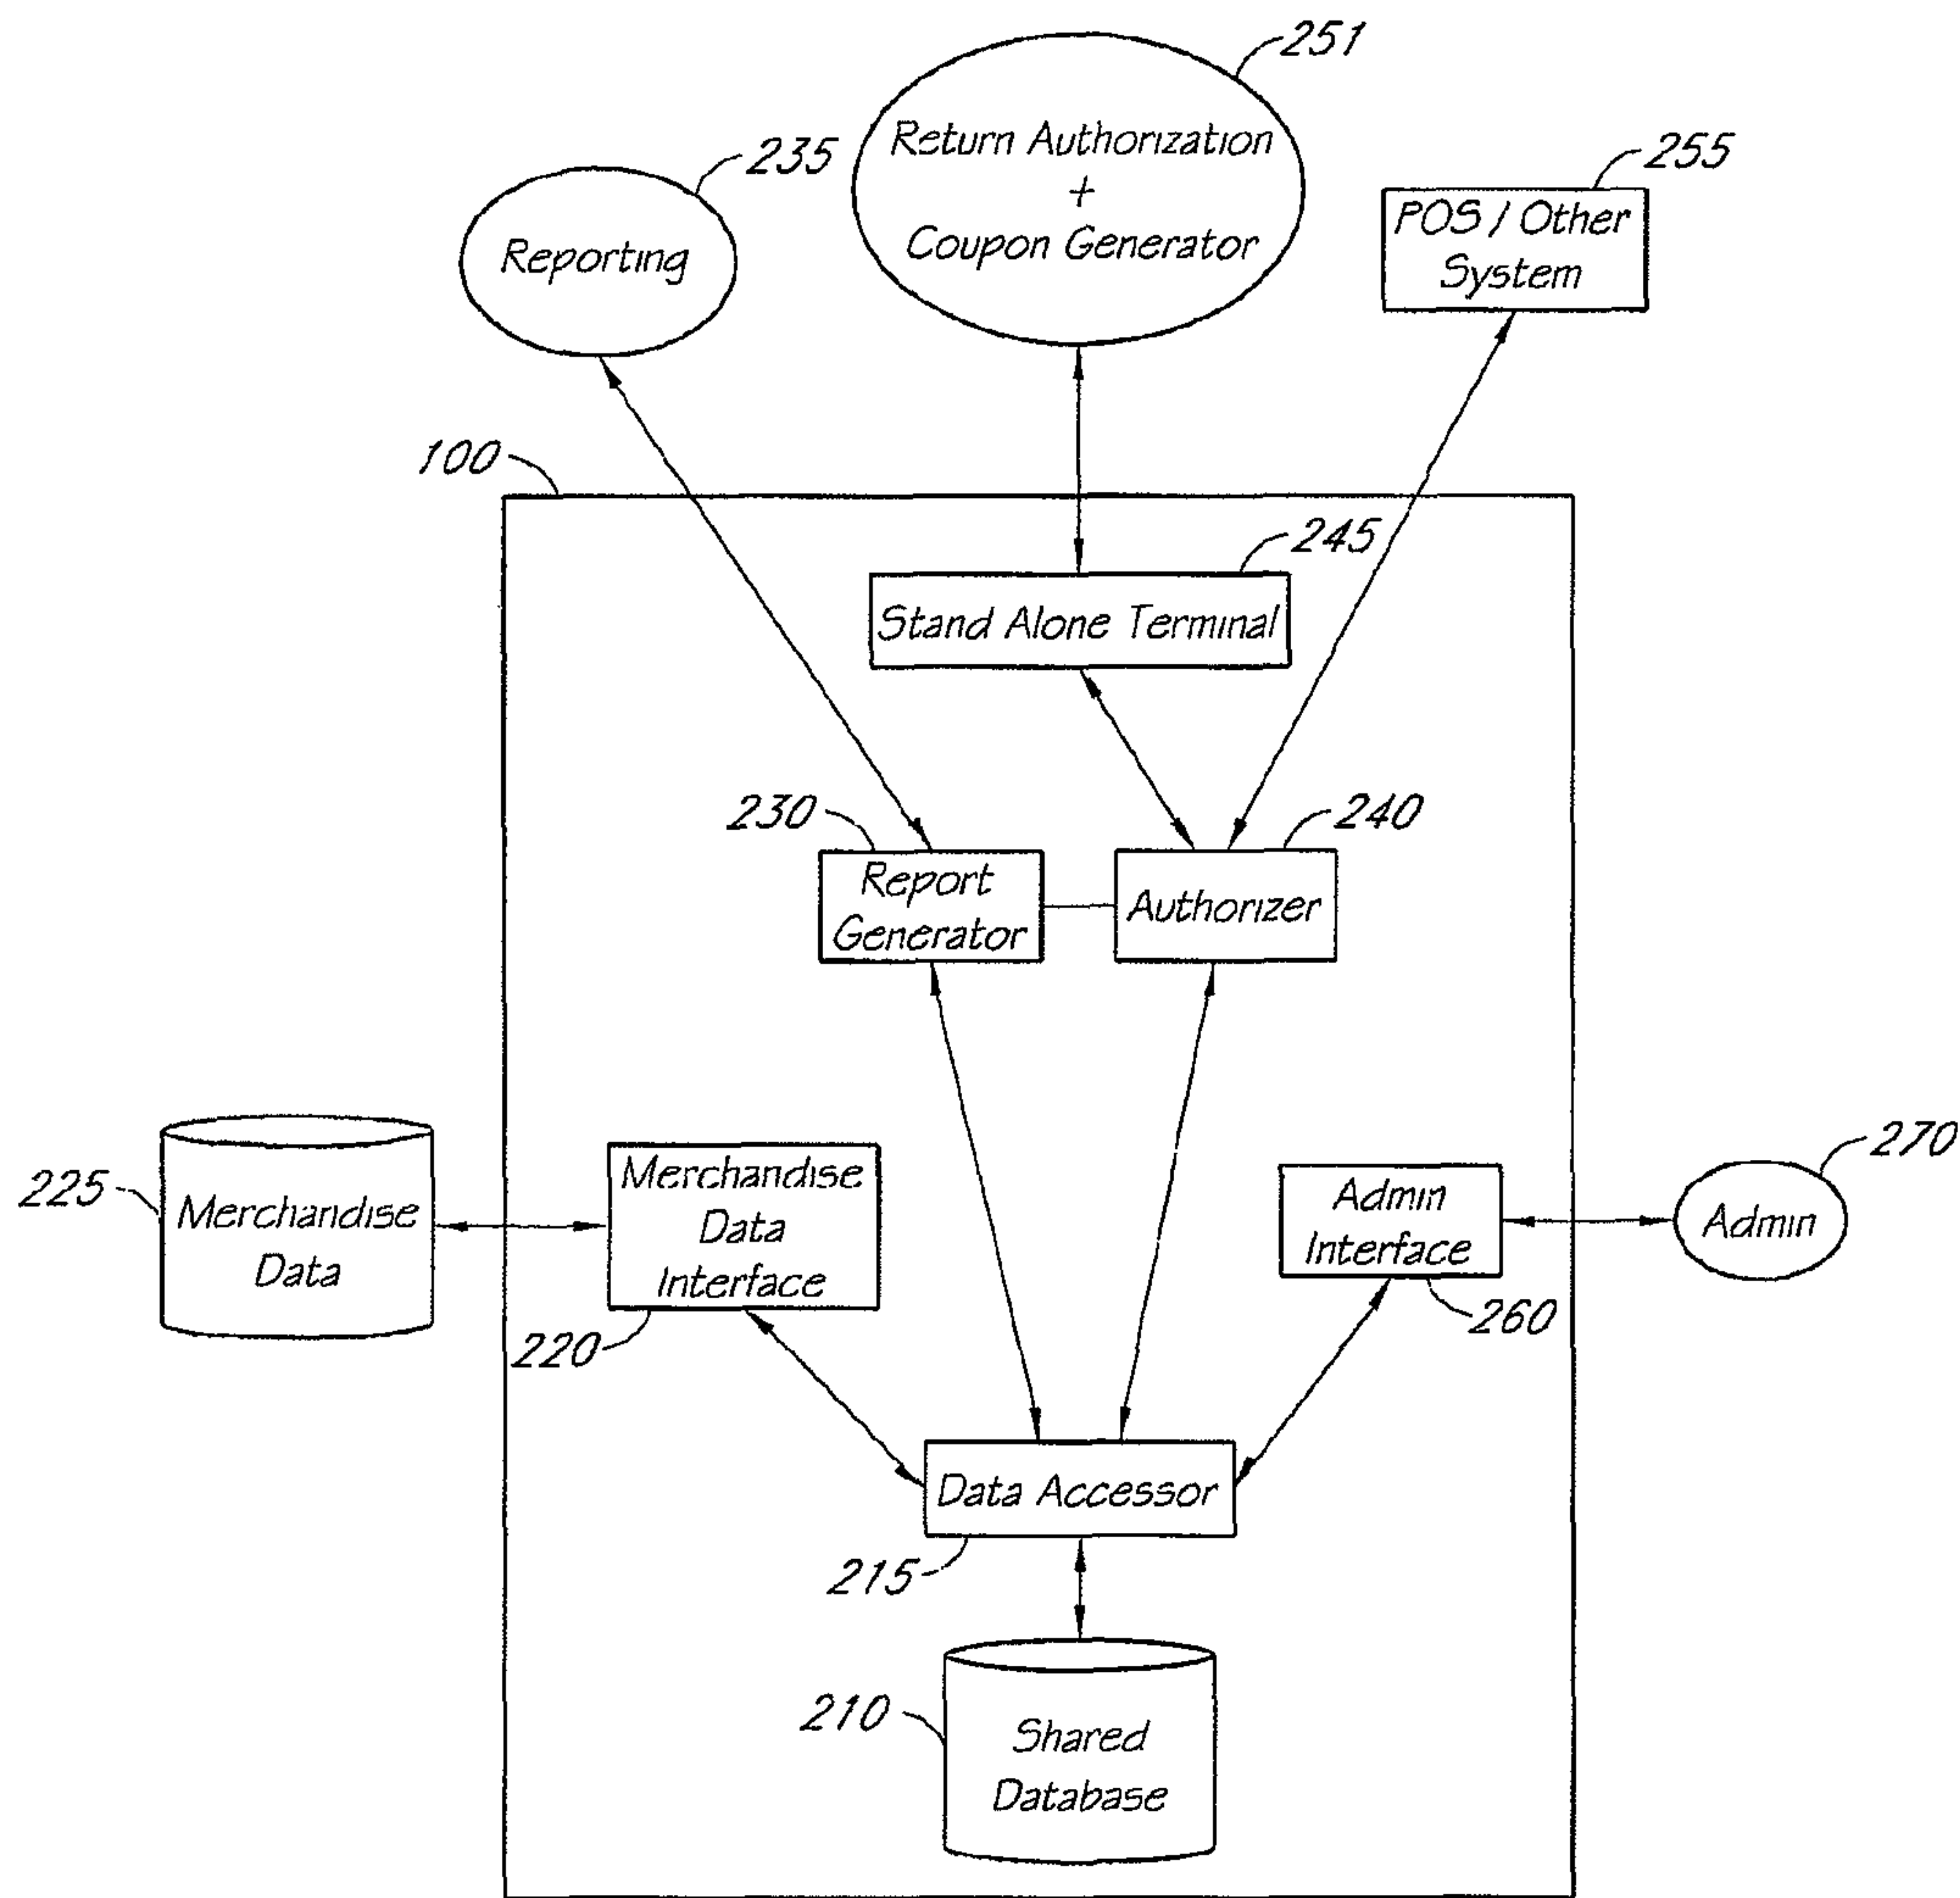 251
Return Authorization
+
Coupon Generator
235
Reporting
255
POS / Other
System
100
245
Stand Alone Terminal
230
Report
Generator
240
Authorizer
225
Merchandise
Data
Merchandise
Data
Interface
220
Admin
Interface
260
270
Admin
Data Accessor
215
210
Shared
Database